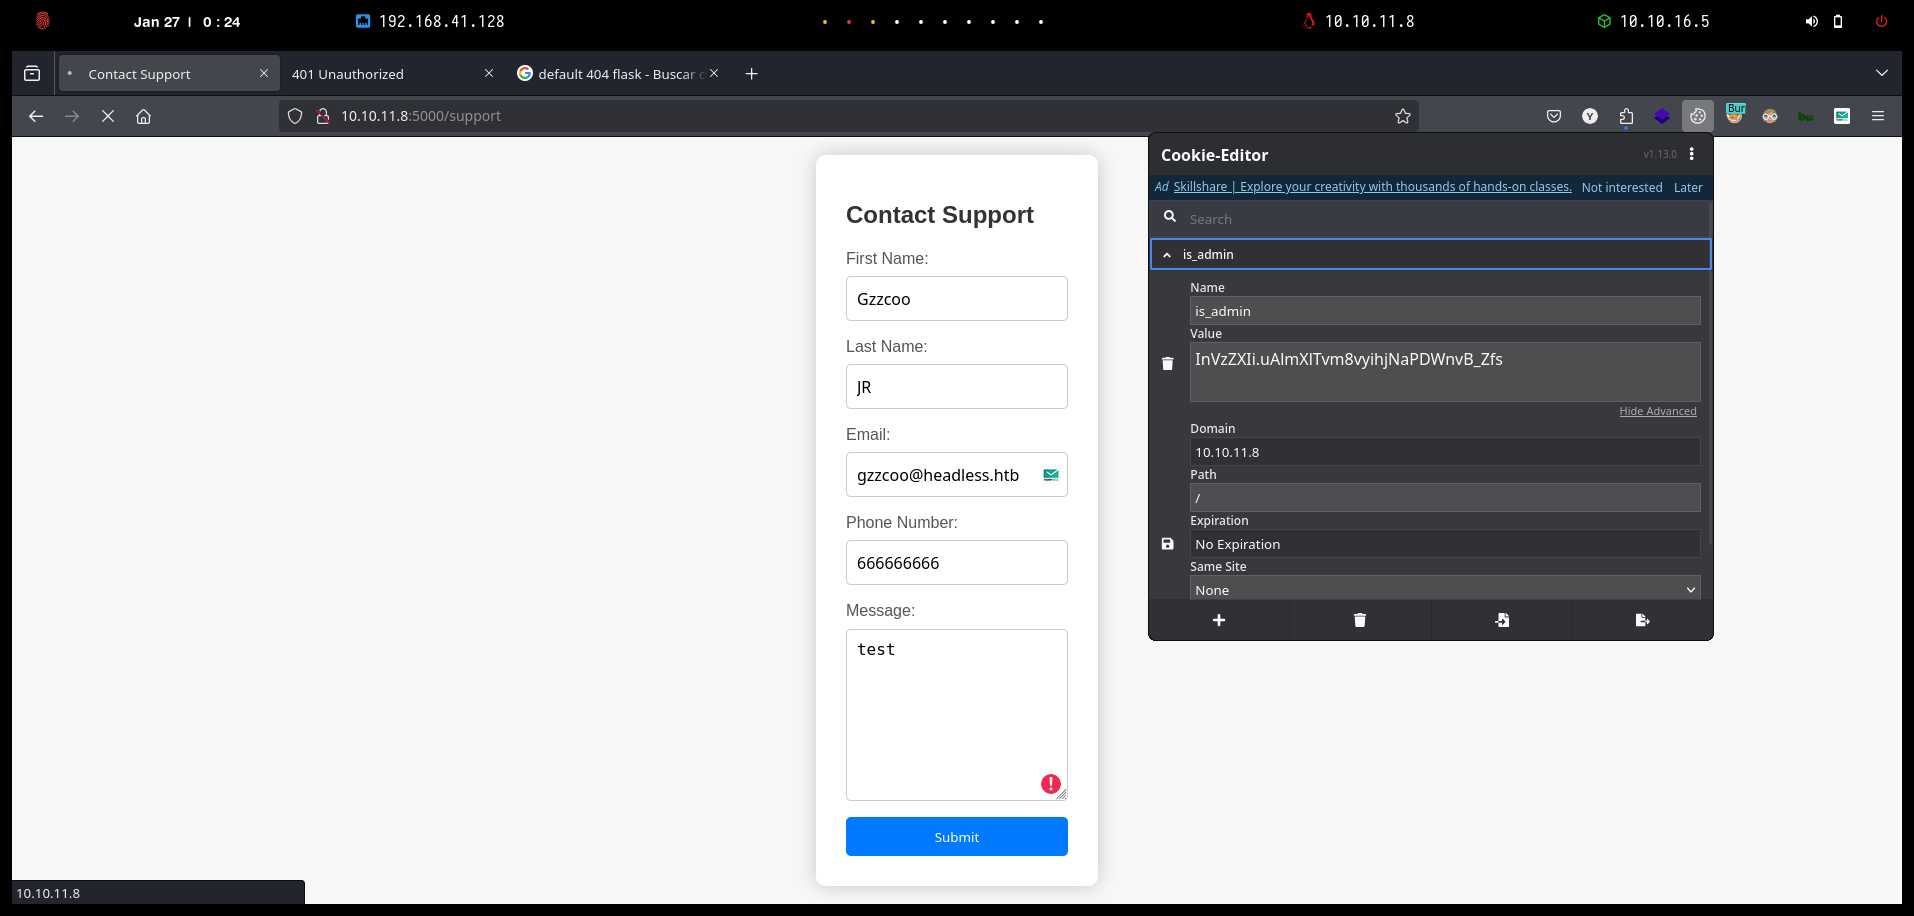 Jan 27 | 0 : 24
192.168.41.128
10.10.11.8
10.10.16.5
Contact Support
401 Unauthorized
default 404 flask - Buscar c
10.10.11.8:5000/support
Y
Bur
bw
Contact Support
First Name:
Gzzcoo
Last Name:
JR
Email:
gzzcoo@headless.htb
Phone Number:
666666666
Message:
test
Submit
Cookie-Editor
v1.13.0
Ad Skillshare | Explore your creativity with thousands of hands-on classes. Not interested Later
Search
is_admin
Name
is_admin
Value
InVzZXIi.uAlmXlTvm8vyihjNaPDWnvB_Zfs
Hide Advanced
Domain
10.10.11.8
Path
/
Expiration
No Expiration
Same Site
None
10.10.11.8